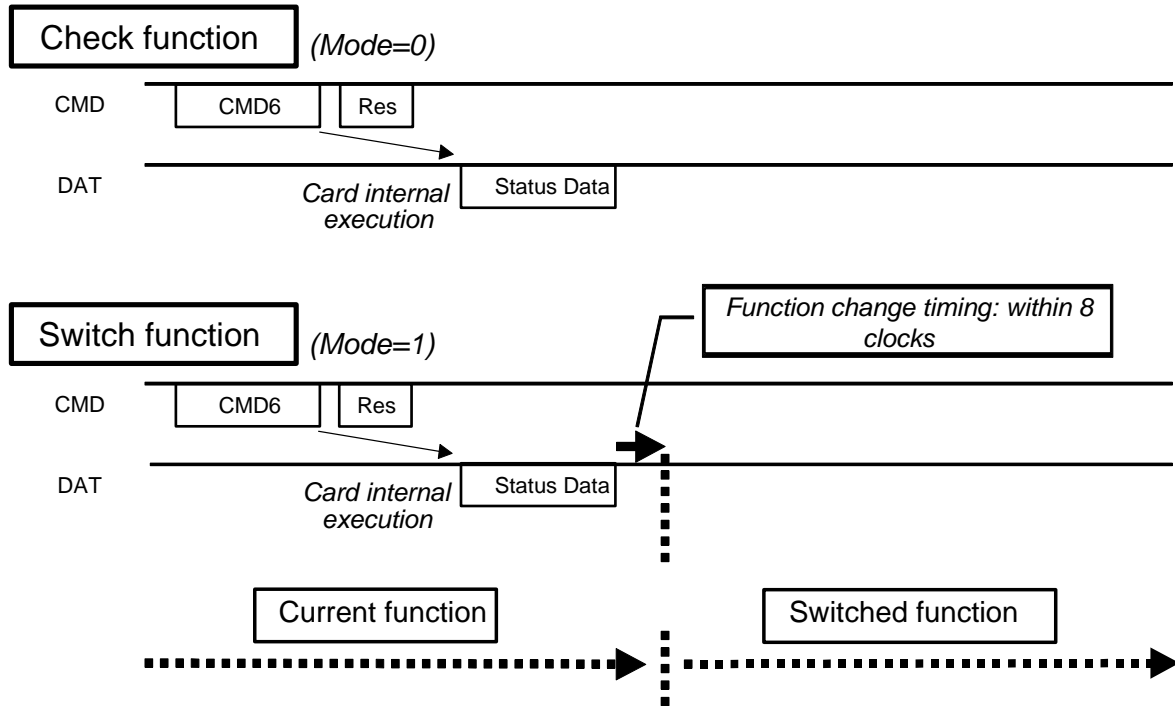 Check function
(Mode=0)
CMD
CMD6
Res
DAT
Card internal
execution
Status Data
Switch function
(Mode=1)
Function change timing: within 8
clocks
CMD
CMD6
Res
DAT
Card internal
execution
Status Data
Current function
Switched function